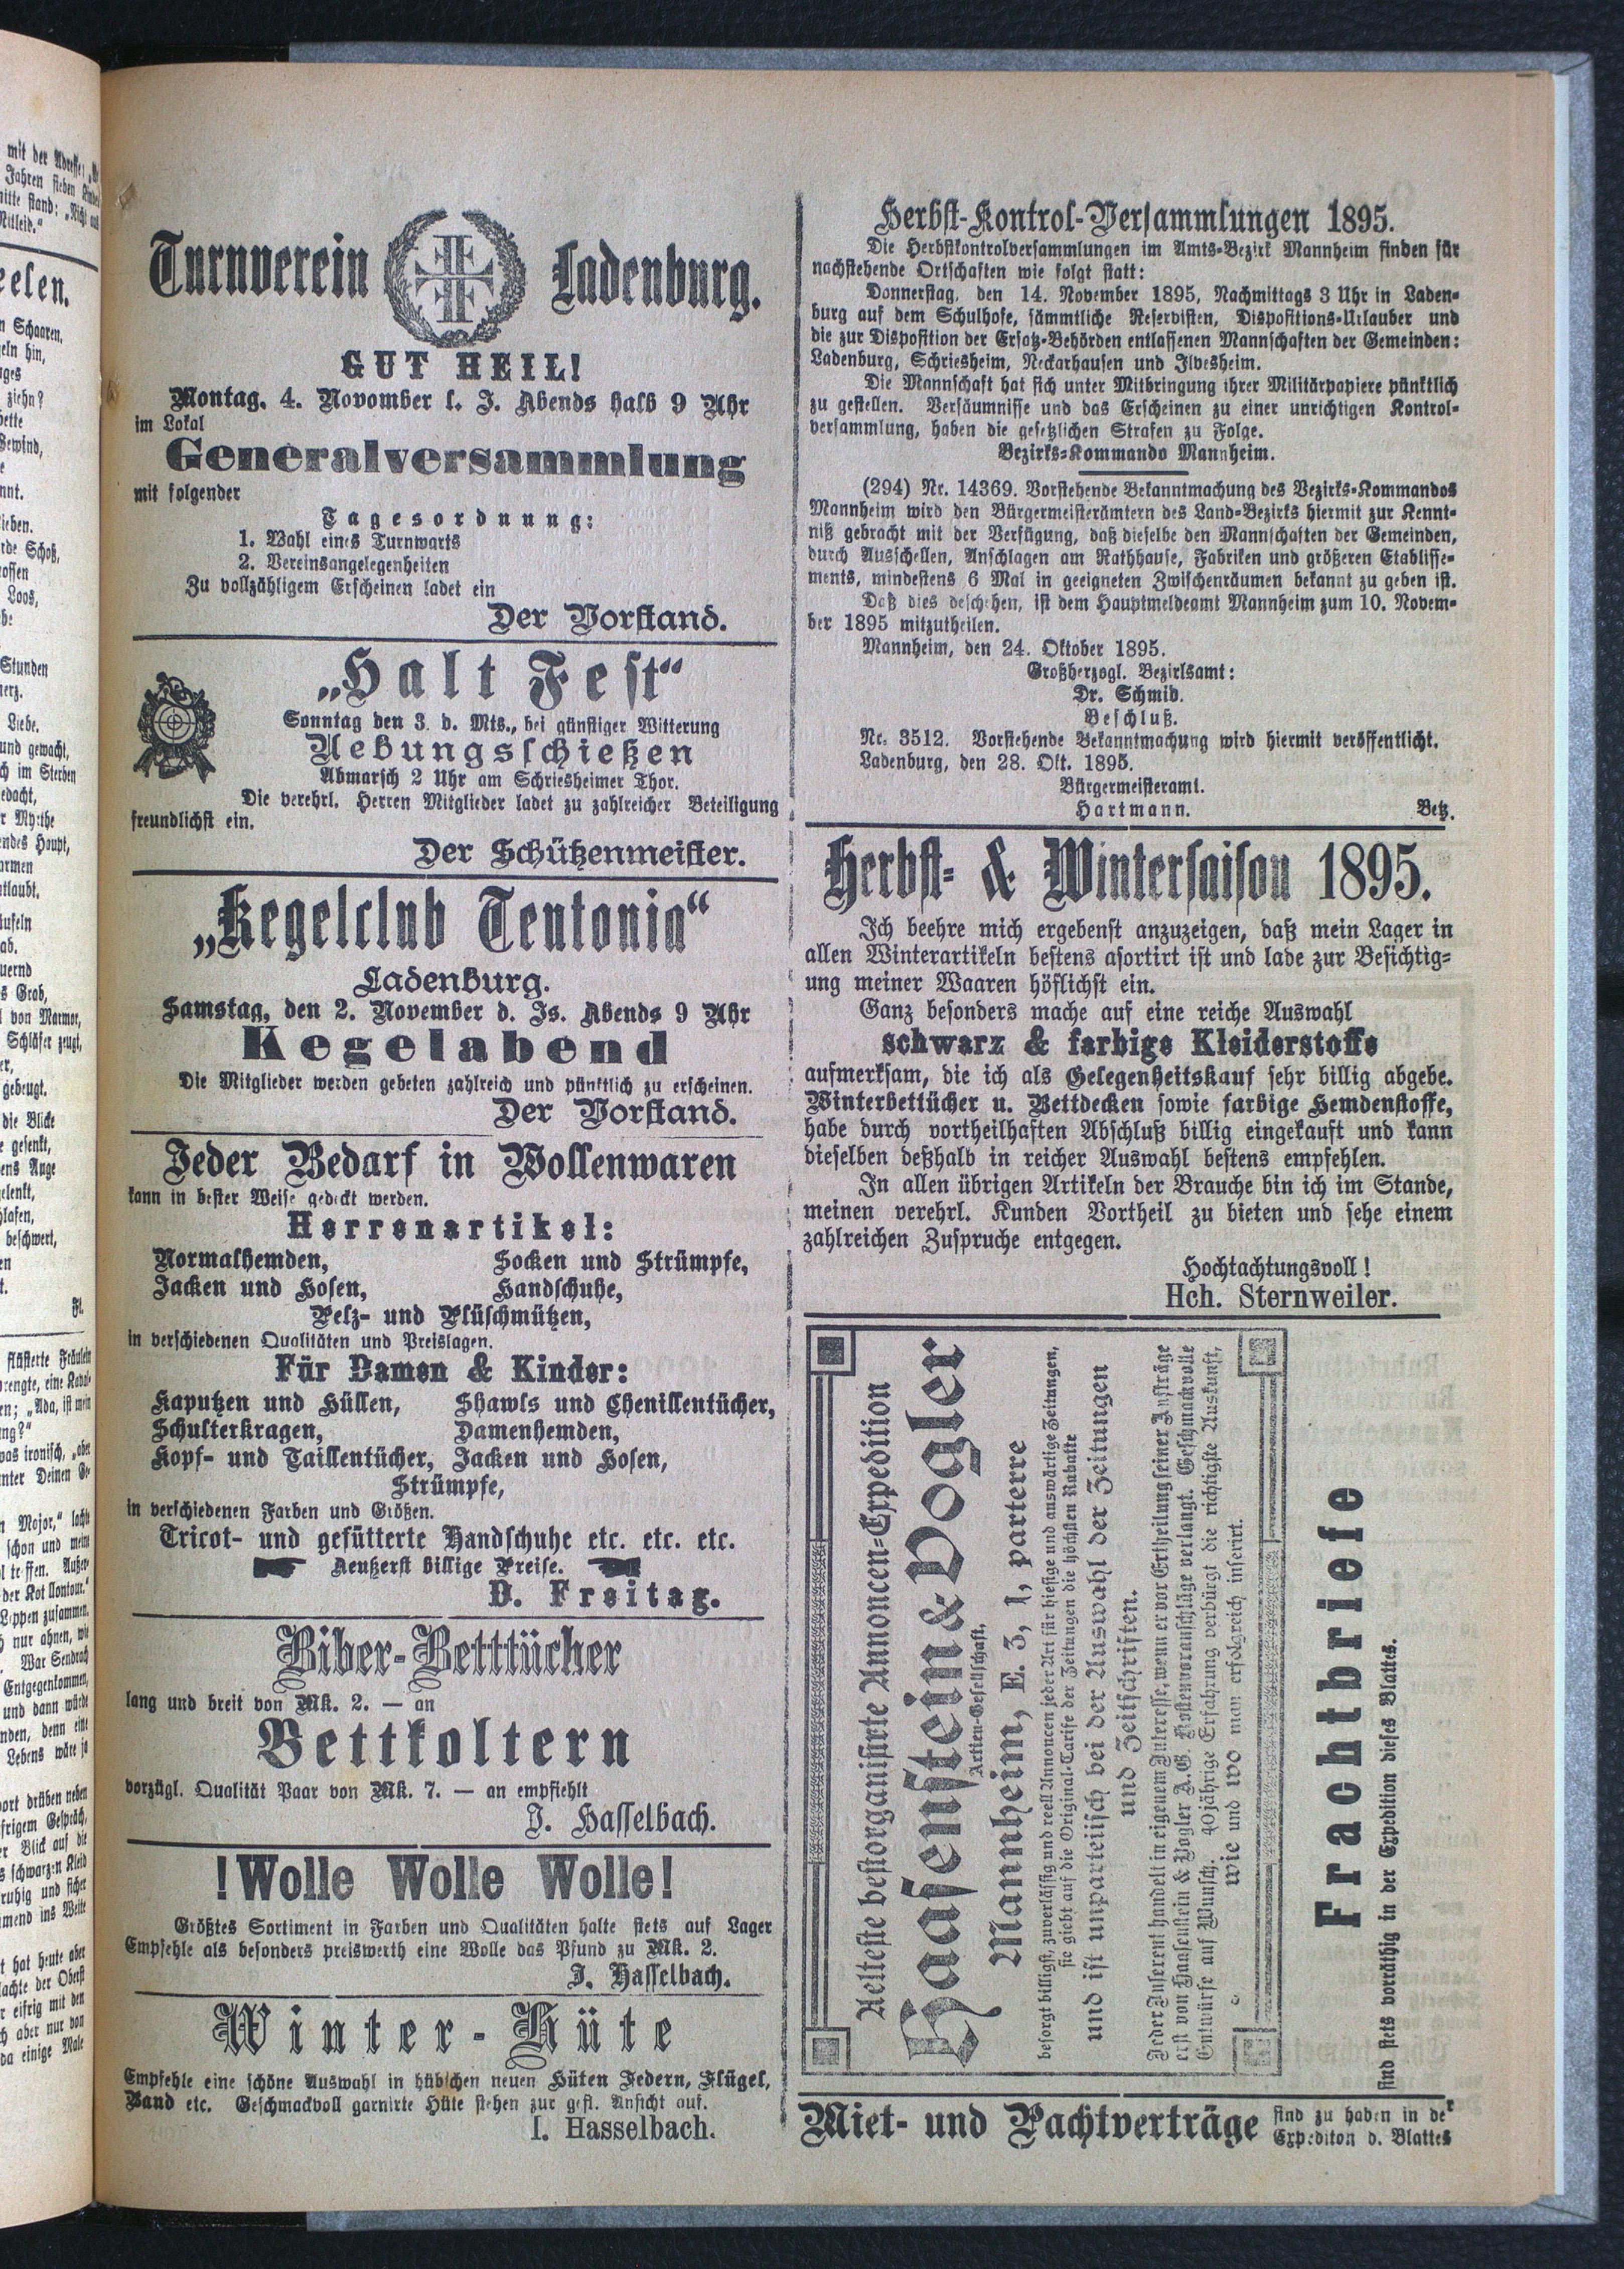 Turnverein Ladenburg.
GUT HEIL!
Montag, 4. Novomber l. J. Abends halb 9 Uhr
im Lokal
Generalversammlung
mit folgender
Tagesordnung:
1. Wahl eines Turnwarts
2. Vereinsangelegenheiten
Zu vollzähligem Erscheinen ladet ein
Der Vorstand.
„Halt Fest“
Sonntag den 3. d. Mts., bei günstiger Witterung
Uebungsschießen
Abmarsch 2 Uhr am Schriesheimer Thor.
Die verehrl. Herren Mitglieder ladet zu zahlreicher Beteiligung
freundlichst ein.
Der Schützenmeister.
„Kegelclub Teutonia“
Ladenburg.
Samstag, den 2. November d. Js. Abends 9 Uhr
Kegelabend
Die Mitglieder werden gebeten zahlreich und pünktlich zu erscheinen.
Der Vorstand.
Jeder Bedarf in Wollenwaren
kann in bester Weise gedeckt werden.
Herrenartikel:
Normalhemden, Socken und Strümpfe,
Jacken und Hosen, Handschuhe,
Pelz- und Plüschmützen,
in verschiedenen Qualitäten und Preislagen.
Für Damen & Kinder:
Kaputzen und Hüllen, Shawls und Chenillentücher,
Schulterkragen, Damenhemden,
Kopf- und Taillentücher, Jacken und Hosen,
Strümpfe,
in verschiedenen Farben und Größen.
Tricot- und gefütterte Handschuhe etc. etc. etc.
Aeußerst billige Preise.
D. Freitag.
Biber-Betttücher
lang und breit von Mk. 2. — an
Bettkoltern
vorzügl. Qualität Paar von Mk. 7. — an empfiehlt
J. Hasselbach.
!Wolle Wolle Wolle!
Größtes Sortiment in Farben und Qualitäten halte stets auf Lager
Empfehle als besonders preiswerth eine Wolle das Pfund zu Mk. 2.
J. Hasselbach.
Winter-Hüte
Empfehle eine schöne Auswahl in hübschen neuen Hüten Federn, Flügel,
Band etc. Geschmackvoll garnirte Hüte stehen zur gefl. Ansicht auf.
I. Hasselbach.
Herbst-Kontrol-Versammlungen 1895.
Die Herbstkontrolversammlungen im Amts-Bezirk Mannheim finden für
nachstehende Ortschaften wie folgt statt:
Donnerstag, den 14. November 1895, Nachmittags 3 Uhr in Laden-
burg auf dem Schulhofe, sämmtliche Reservisten, Dispositions-Urlauber und
die zur Disposition der Ersatz-Behörden entlassenen Mannschaften der Gemeinden:
Ladenburg, Schriesheim, Neckarhausen und Ilvesheim.
Die Mannschaft hat sich unter Mitbringung ihrer Militärpapiere pünktlich
zu gestellen. Versäumnisse und das Erscheinen zu einer unrichtigen Kontrol-
versammlung, haben die gesetzlichen Strafen zu Folge.
Bezirks-Kommando Mannheim.
(294) Nr. 14369. Vorstehende Bekanntmachung des Bezirks-Kommandos
Mannheim wird den Bürgermeisterämtern des Land-Bezirks hiermit zur Kennt-
niß gebracht mit der Verfügung, daß dieselbe den Mannschaften der Gemeinden,
durch Ausschellen, Anschlagen am Rathhause, Fabriken und größeren Etablisse-
ments, mindestens 6 Mal in geeigneten Zwischenräumen bekannt zu geben ist.
Daß dies geschehen, ist dem Hauptmeldeamt Mannheim zum 10. Novem-
ber 1895 mitzutheilen.
Mannheim, den 24. Oktober 1895.
Großherzogl. Bezirksamt:
Dr. Schmid.
Beschluß.
Nr. 3512. Vorstehende Bekanntmachung wird hiermit veröffentlicht.
Ladenburg, den 28. Okt. 1895.
Bürgermeisteramt.
Hartmann. Betz.
Herbst- & Wintersaison 1895.
Ich beehre mich ergebenst anzuzeigen, daß mein Lager in
allen Winterartikeln bestens asortirt ist und lade zur Besichtig-
ung meiner Waaren höflichst ein.
Ganz besonders mache auf eine reiche Auswahl
schwarz & farbige Kleiderstoffe
aufmerksam, die ich als Gelegenheitskauf sehr billig abgebe.
Winterbettücher u. Bettdecken sowie farbige Hemdenstoffe,
habe durch vortheilhaften Abschluß billig eingekauft und kann
dieselben deßhalb in reicher Auswahl bestens empfehlen.
In allen übrigen Artikeln der Brauche bin ich im Stande,
meinen verehrl. Kunden Vortheil zu bieten und sehe einem
zahlreichen Zuspruche entgegen.
Hochtachtungsvoll!
Hch. Sternweiler.
Aelteste bestorganisirte Annoncen-Expedition
Haasenstein & Vogler
Actien-Gesellschaft,
Mannheim, E. 3, 1, parterre
besorgt billigst, zuverlässig und reell Annoncen jeder Art für hiesige und auswärtige Zeitungen,
sie giebt auf die Original-Tarife der Zeitungen die höchsten Rabatte
und ist unparteiisch bei der Auswahl der Zeitungen
und Zeitschriften.
Jeder Inserent handelt in eigenem Interesse, wenn er vor Ertheilung seiner Aufträge
erst von Haasenstein & Vogler A.G. Kostenvoranschläge verlangt. Geschmackvolle
Entwürfe auf Wunsch. 40jährige Erfahrung verbürgt die richtigste Auskunft,
wie und wo man erfolgreich inserirt.
Frachtbriefe
sind stets voräthig in der Expedition dieses Blattes.
Miet- und Pachtverträge sind zu haben in der
Expediton d. Blattes